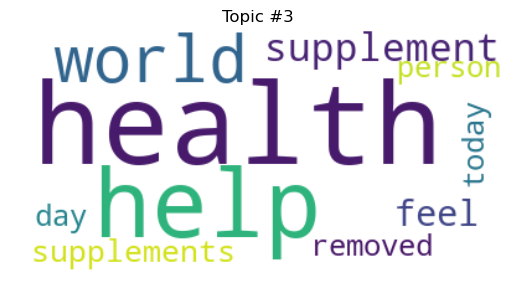 Topic #3
world
supplement
person
health
today
help
day
feel
supplements
removed